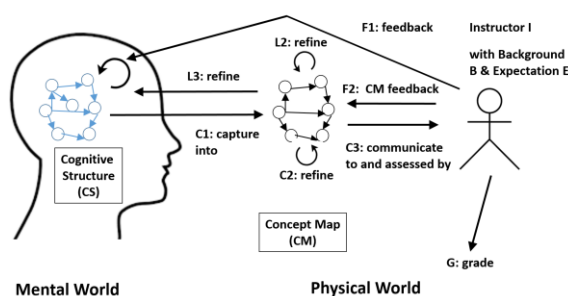 F1: feedback
Instructor I
with Background
B & Expectation E
L2: refine
L3: refine
F2: CM feedback
C1: capture
into
C3: communicate
to and assessed by
C2: refine
Cognitive
Structure
(CS)
Concept Map
(CM)
G: grade
Mental World
Physical World